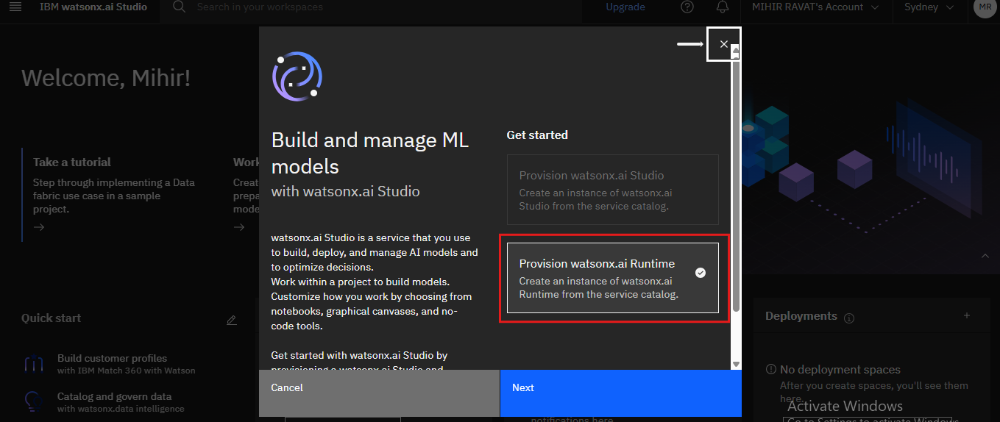 IBM watsonx.ai Studio
Search in your workspaces
Upgrade
MIHIR RAVAT's Account
Sydney
MR
Welcome, Mihir!
Take a tutorial
Step through implementing a Data
fabric use case in a sample
project.
Work
Creat
prepa
mode
Build and manage ML
models
with watsonx.ai Studio
watsonx.ai Studio is a service that you use
to build, deploy, and manage AI models and
to optimize decisions.
Work within a project to build models.
Customize how you work by choosing from
notebooks, graphical canvases, and no-
code tools.
Get started with watsonx.ai Studio by
provisioning a watsonx.ai Studio and
Get started
Provision watsonx.ai Studio
Create an instance of watsonx.ai
Studio from the service catalog.
Provision watsonx.ai Runtime
Create an instance of watsonx.ai
Runtime from the service catalog.
Cancel
Next
Quick start
Build customer profiles
with IBM Match 360 with Watson
Catalog and govern data
with watsonx.data intelligence
notifications here
Deployments
No deployment spaces
After you create spaces, you'll see them
here.
Activate Windows
Go to Settings to activate Windows